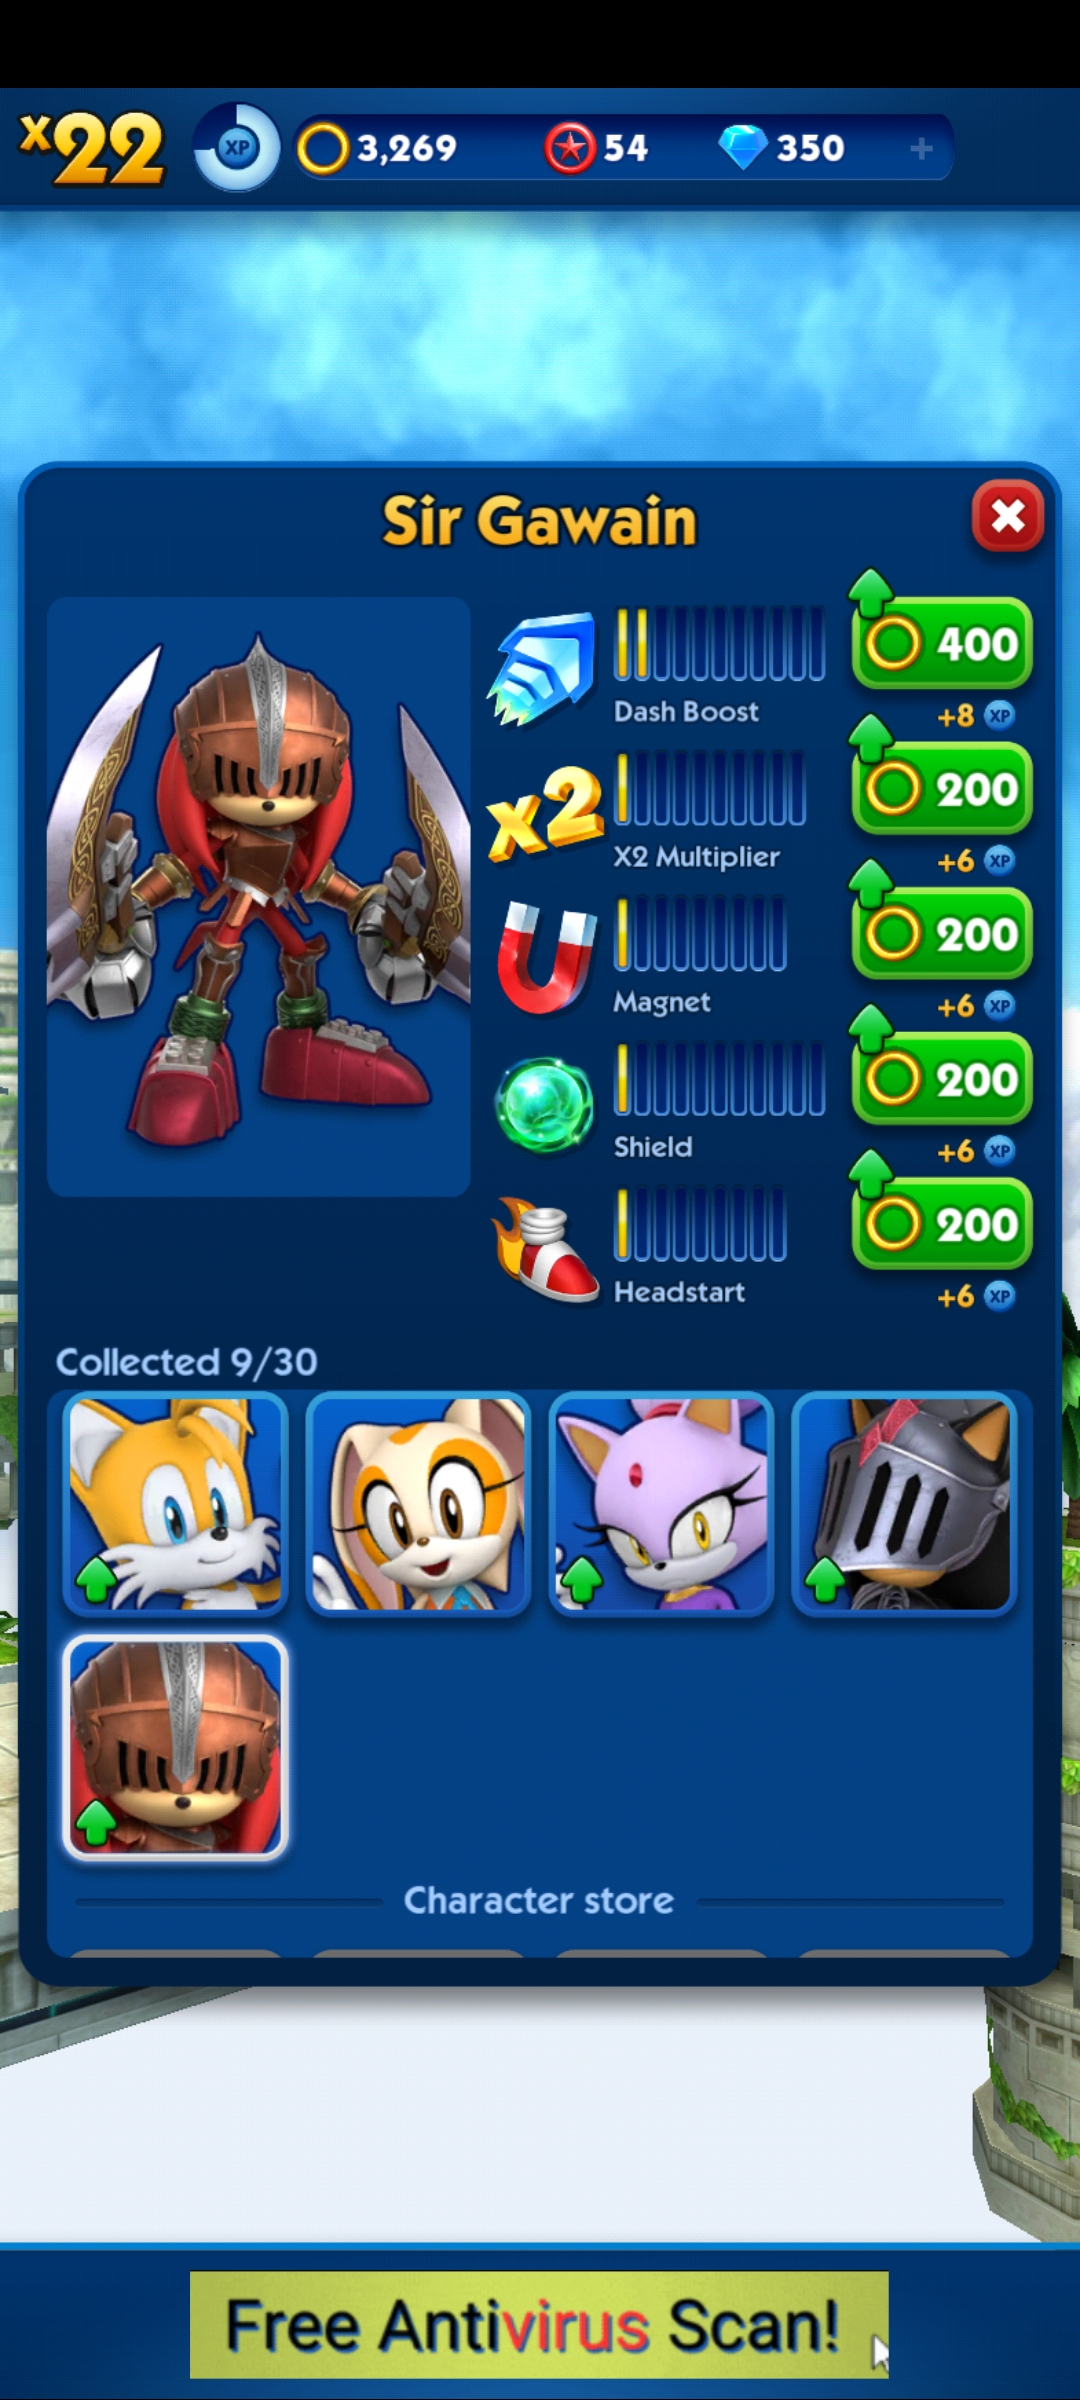 x22 XP 3,269 54 350 +
Sir Gawain
400
Dash Boost
+8 XP
x2
200
X2 Multiplier
+6 XP
200
Magnet
+6 XP
200
Shield
+6 XP
200
Headstart
+6 XP
Collected 9/30
Character store
Free Antivirus Scan!